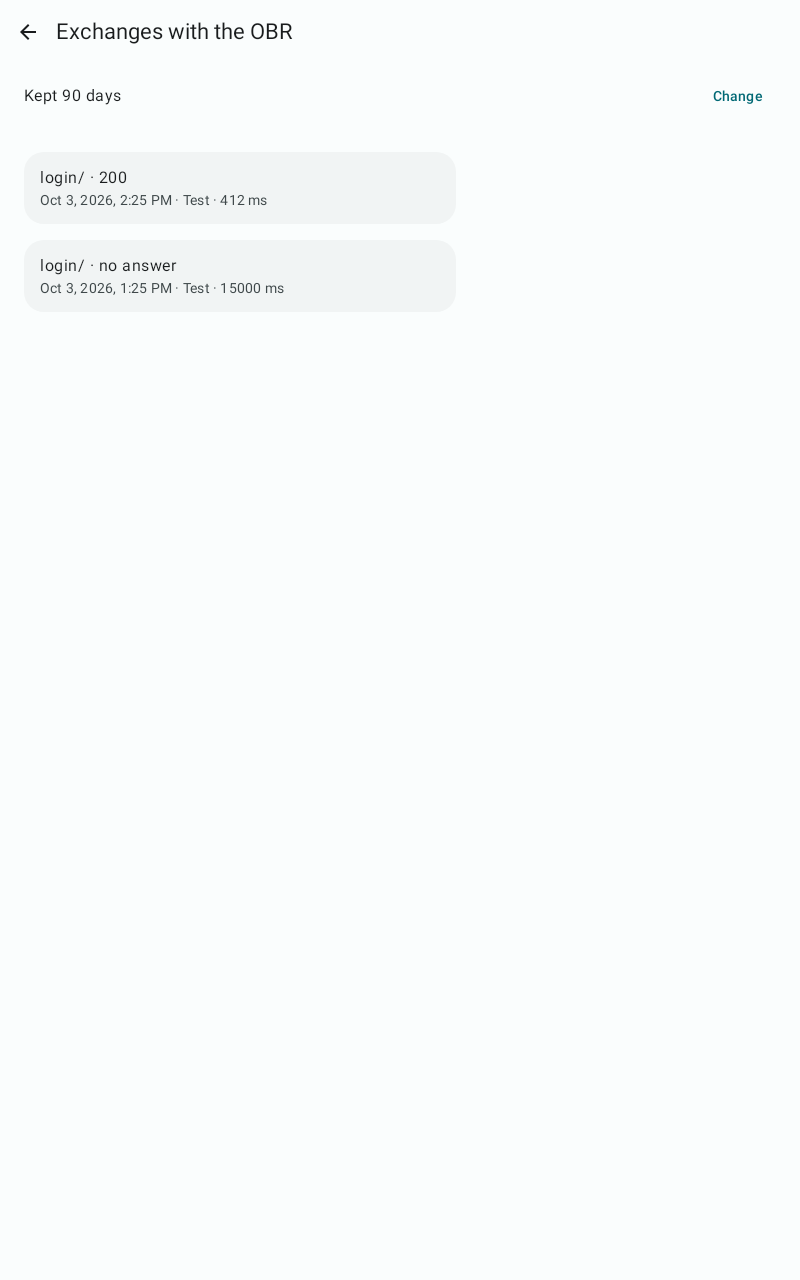 Exchanges with the OBR
Kept 90 days
Change
login/ · 200
Oct 3, 2026, 2:25 PM · Test · 412 ms
login/ · no answer
Oct 3, 2026, 1:25 PM · Test · 15000 ms